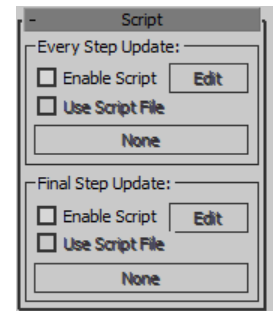 - Script
Every Step Update:
Enable Script Edit
Use Script File
None
Final Step Update:
Enable Script Edit
Use Script File
None